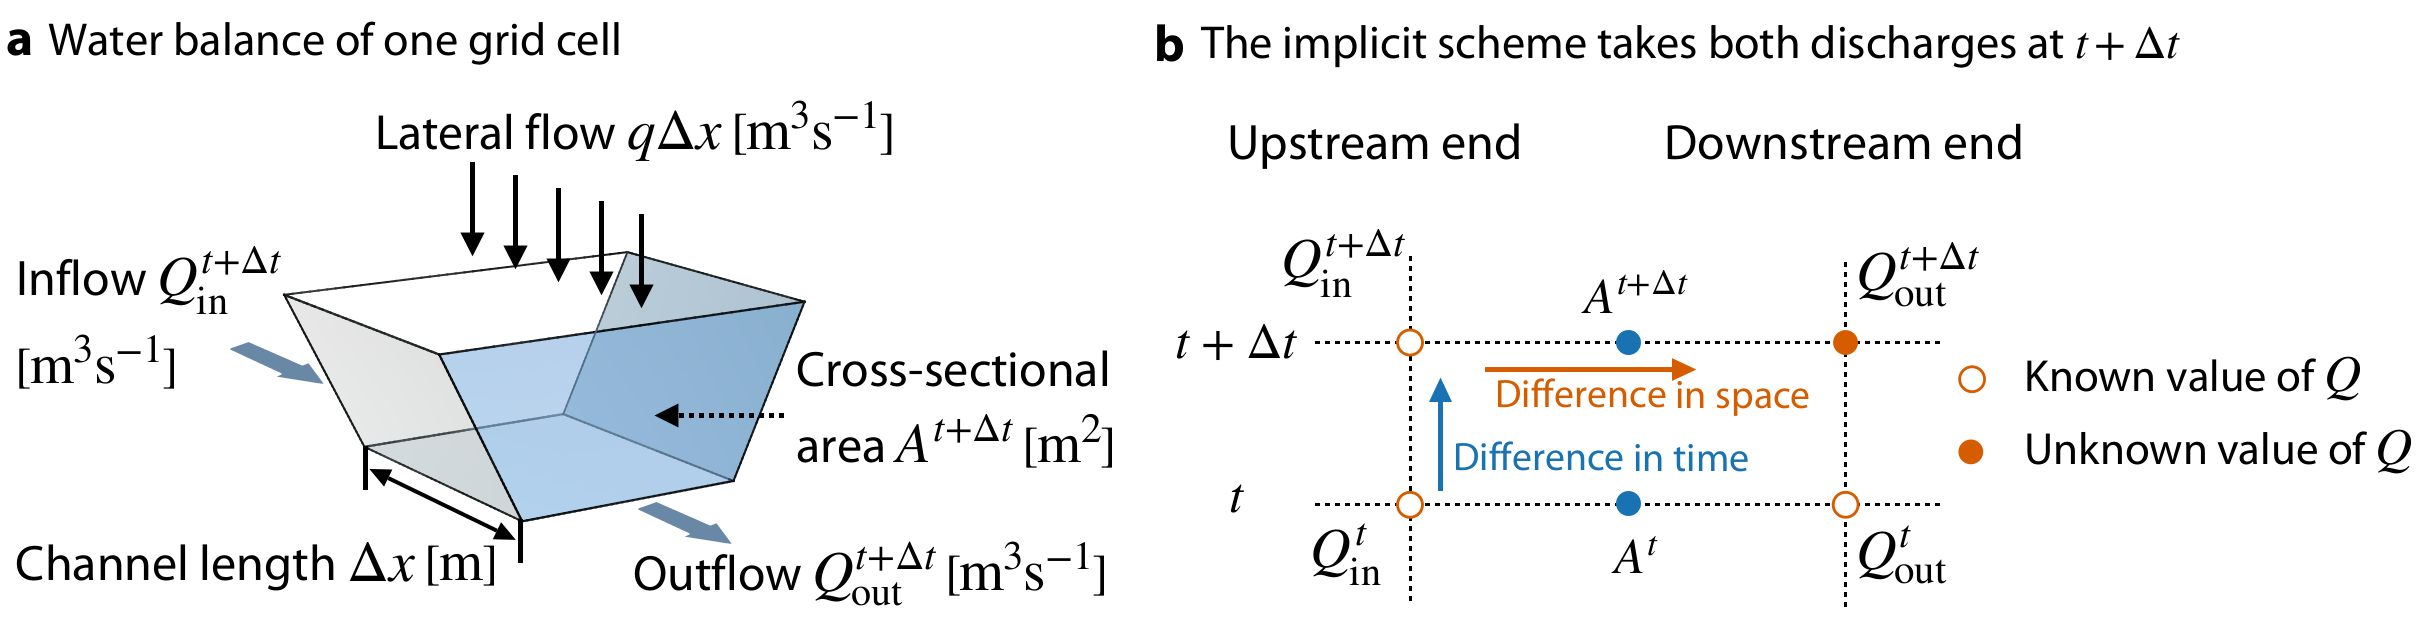 a Water balance of one grid cell
Lateral flow qΔx [m³s⁻¹]
Inflow Q_in^{t+Δt}
[m³s⁻¹]
Cross-sectional
area A^{t+Δt} [m²]
Channel length Δx [m]
Outflow Q_out^{t+Δt} [m³s⁻¹]
b The implicit scheme takes both discharges at t + Δt
Upstream end
Downstream end
Q_in^{t+Δt}
A^{t+Δt}
Q_out^{t+Δt}
t + Δt
Difference in space
Difference in time
t
Q_in^t
A^t
Q_out^t
Known value of Q
Unknown value of Q